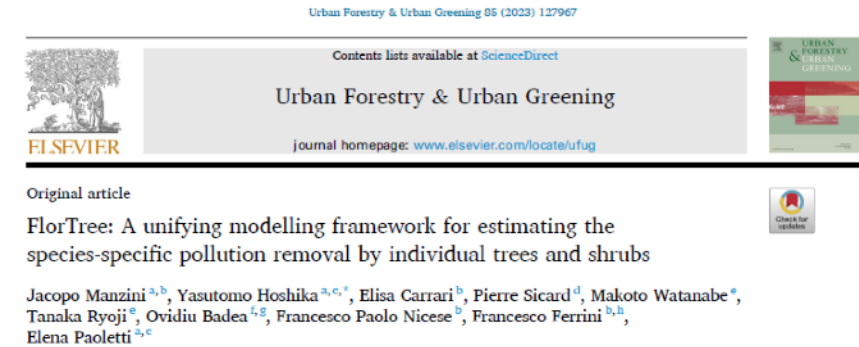 Urban Forestry & Urban Greening 85 (2023) 127967
Contents lists available at ScienceDirect
Urban Forestry & Urban Greening
journal homepage: www.elsevier.com/locate/ufug
ELSEVIER
URBAN
FORESTRY
& URBAN
GREENING
Original article
Check for
updates
FlorTree: A unifying modelling framework for estimating the
species-specific pollution removal by individual trees and shrubs
Jacopo Manzini a,b, Yasutomo Hoshika a,c,*, Elisa Carrari b, Pierre Sicard d, Makoto Watanabe e,
Tanaka Ryoji e, Ovidiu Badea f,g, Francesco Paolo Nicese b, Francesco Ferrini b,h,
Elena Paoletti a,c